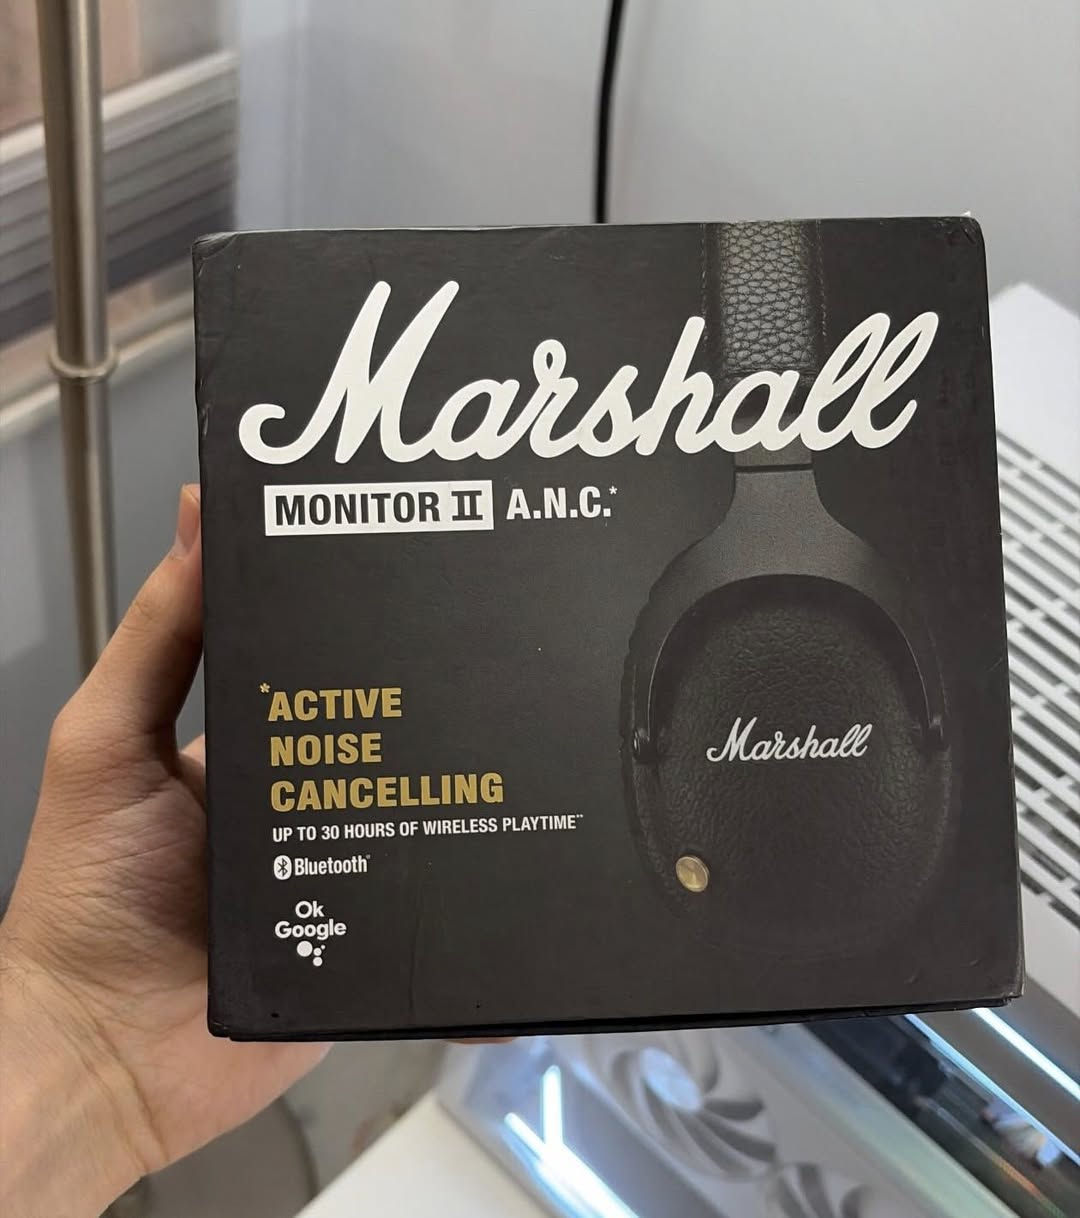 Marshall
MONITOR II A.N.C.*
*ACTIVE
NOISE
CANCELLING
UP TO 30 HOURS OF WIRELESS PLAYTIME**
Bluetooth®
Ok
Google
Marshall